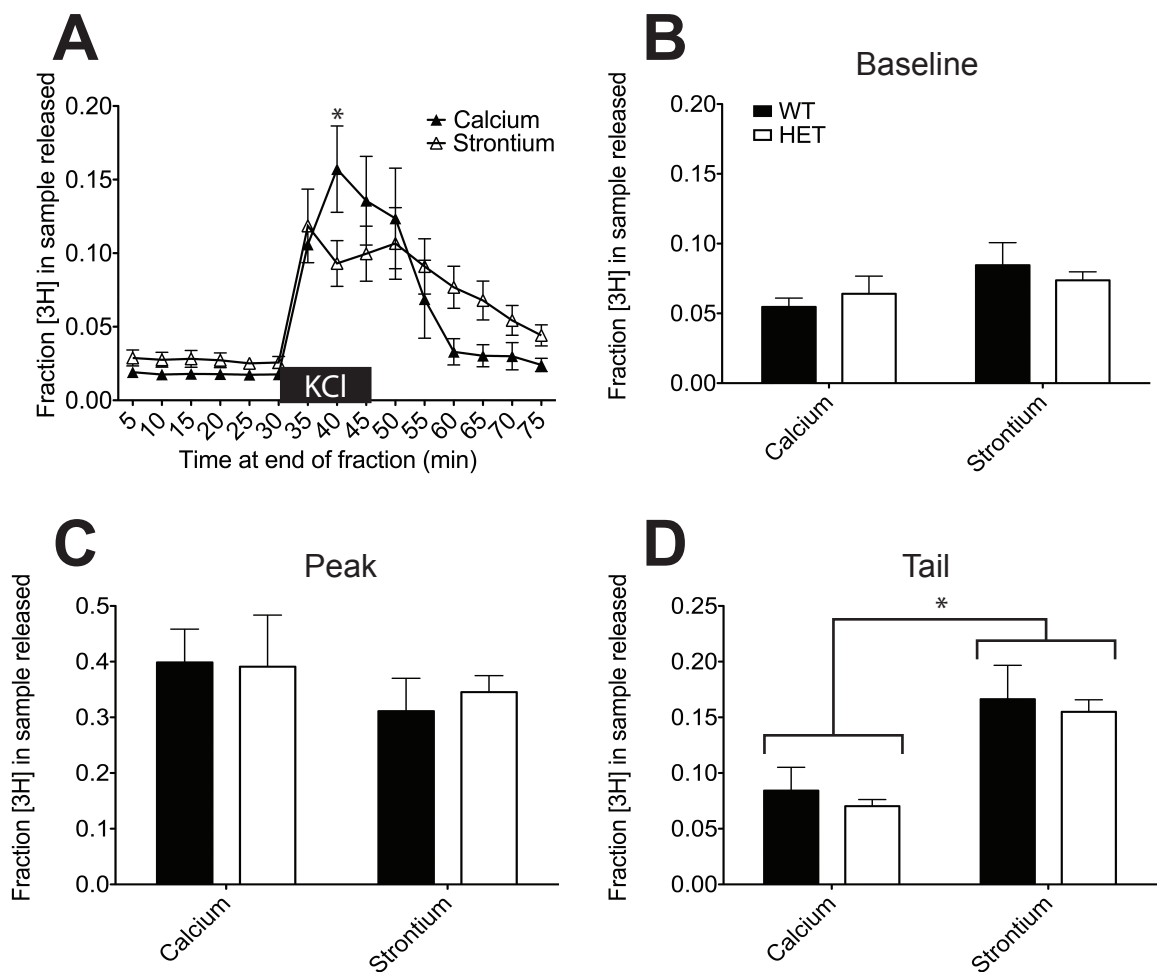 A
Fraction [3H] in sample released
0.20
0.15
0.10
0.05
0.00
*
Calcium
Strontium
KCl
5 10 15 20 25 30 35 40 45 50 55 60 65 70 75
Time at end of fraction (min)
B
Baseline
Fraction [3H] in sample released
0.20
0.15
0.10
0.05
0.00
WT
HET
Calcium
Strontium
C
Peak
Fraction [3H] in sample released
0.5
0.4
0.3
0.2
0.1
0.0
Calcium
Strontium
D
Tail
Fraction [3H] in sample released
0.25
0.20
0.15
0.10
0.05
0.00
*
Calcium
Strontium